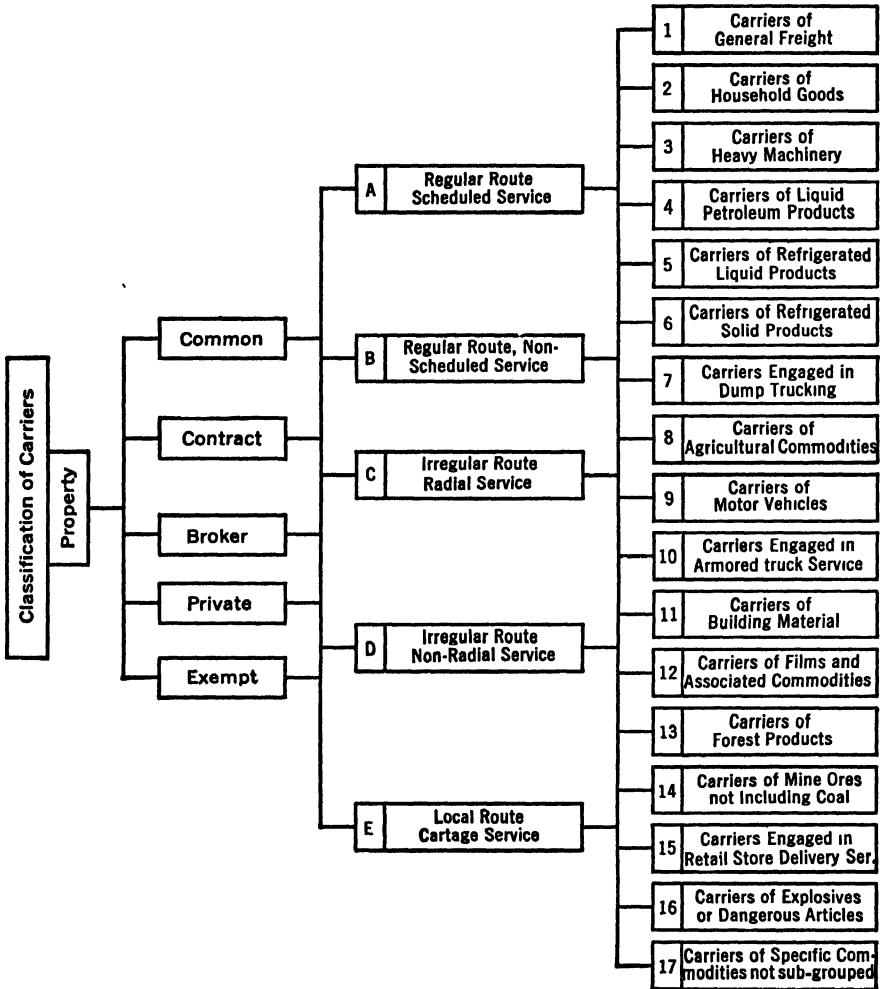 Classification of Carriers
Property
Common
Contract
Broker
Private
Exempt
A
Regular Route
Scheduled Service
B
Regular Route, Non-
Scheduled Service
C
Irregular Route
Radial Service
D
Irregular Route
Non-Radial Service
E
Local Route
Cartage Service
1
Carriers of
General Freight
2
Carriers of
Household Goods
3
Carriers of
Heavy Machinery
4
Carriers of Liquid
Petroleum Products
5
Carriers of Refrigerated
Liquid Products
6
Carriers of Refrigerated
Solid Products
7
Carriers Engaged in
Dump Trucking
8
Carriers of
Agricultural Commodities
9
Carriers of
Motor Vehicles
10
Carriers Engaged in
Armored truck Service
11
Carriers of
Building Material
12
Carriers of Films and
Associated Commodities
13
Carriers of
Forest Products
14
Carriers of Mine Ores
not Including Coal
15
Carriers Engaged in
Retail Store Delivery Ser.
16
Carriers of Explosives
or Dangerous Articles
17
Carriers of Specific Com-
modities not sub-grouped